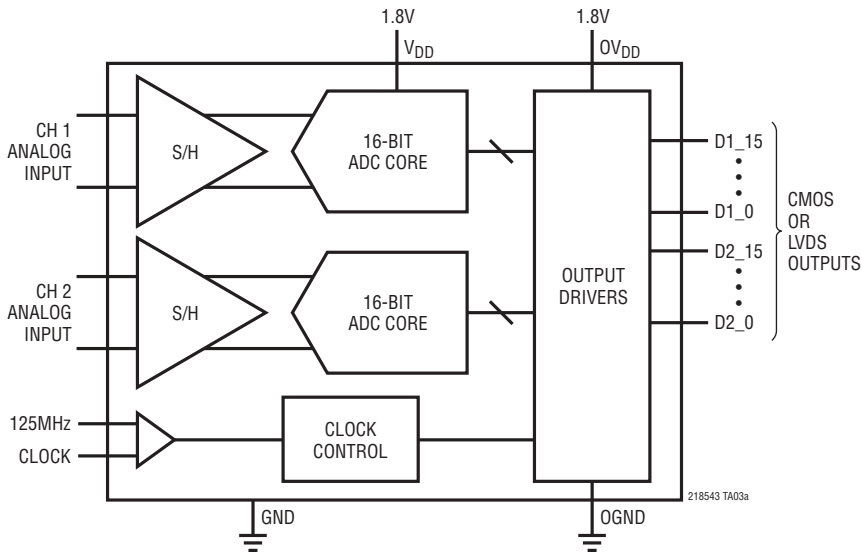 1.8V
1.8V
VDD
OVDD
CH 1
ANALOG
INPUT
S/H
16-BIT
ADC CORE
D1_15
D1_0
CH 2
ANALOG
INPUT
S/H
16-BIT
ADC CORE
OUTPUT
DRIVERS
D2_15
D2_0
CMOS
OR
LVDS
OUTPUTS
125MHz
CLOCK
CLOCK
CONTROL
GND
OGND
218543 TA03a